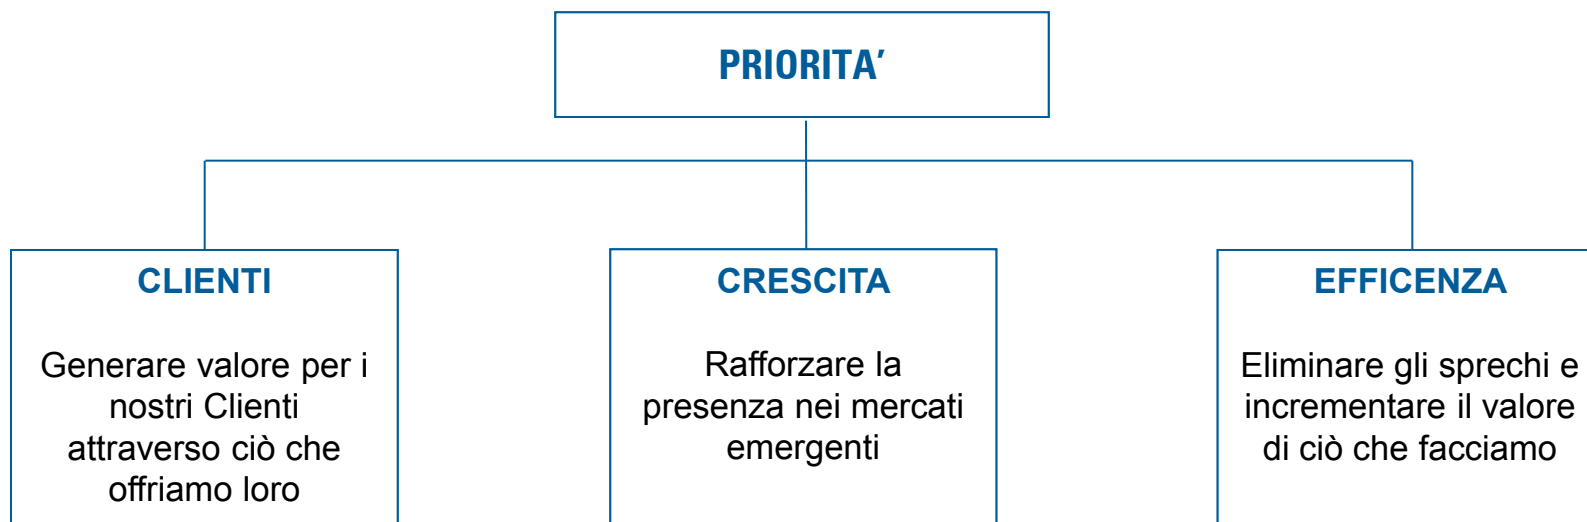 PRIORITA’
CLIENTI
Generare valore per i
nostri Clienti
attraverso ciò che
offriamo loro
CRESCITA
Rafforzare la
presenza nei mercati
emergenti
EFFICENZA
Eliminare gli sprechi e
incrementare il valore
di ciò che facciamo